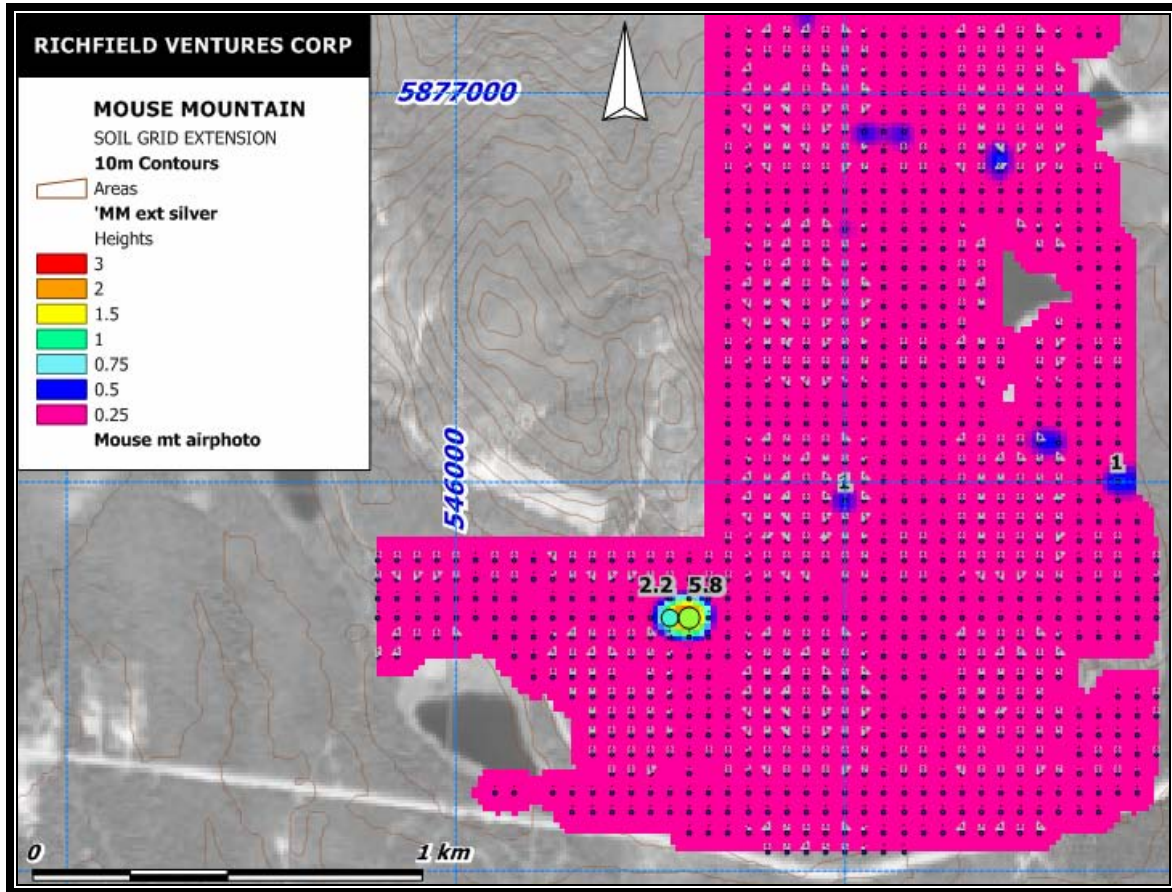 RICHFIELD VENTURES CORP
MOUSE MOUNTAIN
SOIL GRID EXTENSION
10m Contours
Areas
'MM ext silver
Heights
3
2
1.5
1
0.75
0.5
0.25
Mouse mt airphoto
5877000
546000
1
1
2.2 5.8
0 1 km